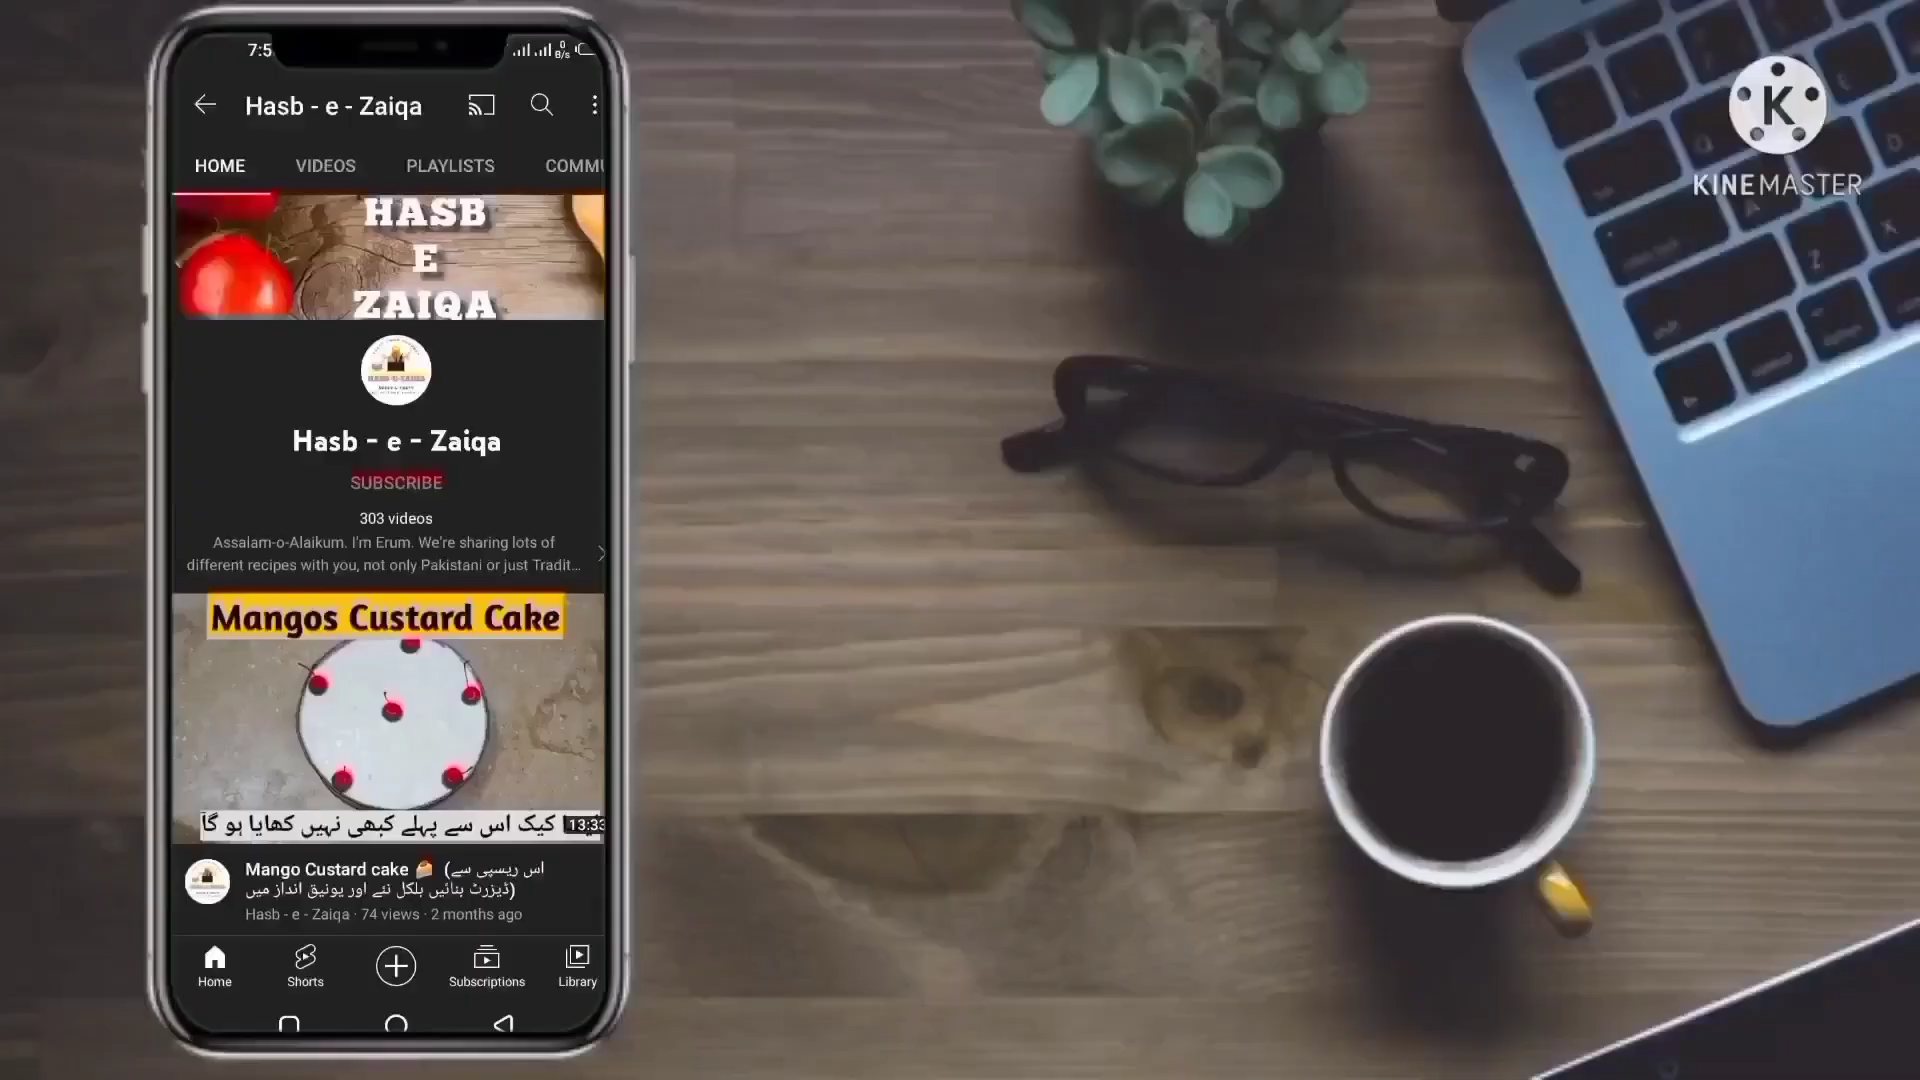 7:5
Hasb - e - Zaiqa
HOME VIDEOS PLAYLISTS COMMU
HASB
E
ZAIQA
Hasb - e - Zaiqa
SUBSCRIBE
303 videos
Assalam-o-Alaikum. I'm Erum. We're sharing lots of
different recipes with you, not only Pakistani or just Tradit...
Mangos Custard Cake
کیک اس سے پہلے کبھی نہیں کھایا ہو گا
13:33
Mango Custard cake 🍰 (اس ریسپی سے
ڈیزرٹ بنائیں بلکل نئے اور یونیق انداز میں)
Hasb - e - Zaiqa · 74 views · 2 months ago
Home Shorts Subscriptions Library
K
KINEMASTER